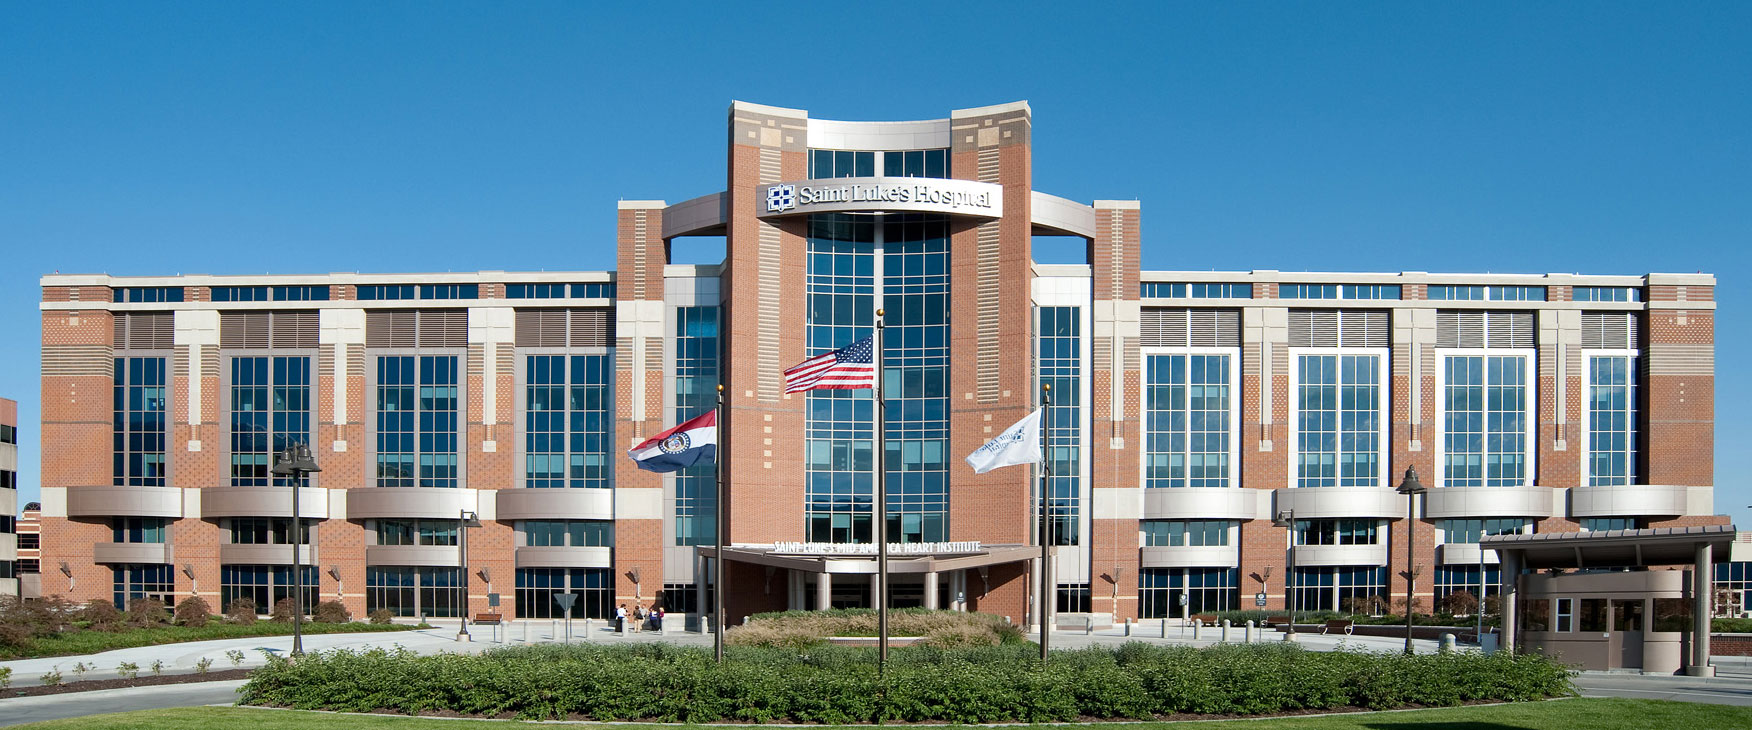 Saint Luke's Hospital
SAINT LUKE'S MID AMERICA HEART INSTITUTE